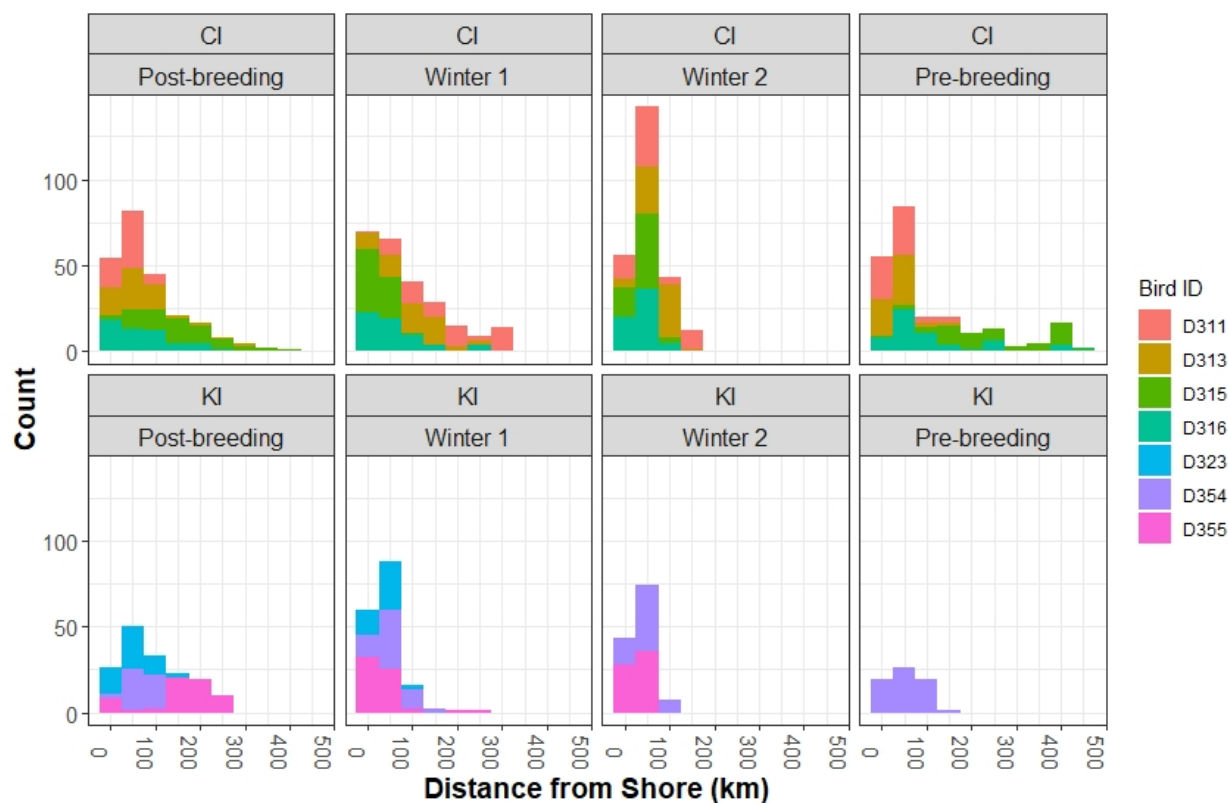 CI CI CI CI
Post-breeding Winter 1 Winter 2 Pre-breeding
100
50
0
KI KI KI KI
Post-breeding Winter 1 Winter 2 Pre-breeding
100
50
0
Count
0 100 200 300 400 500 0 100 200 300 400 500 0 100 200 300 400 500 0 100 200 300 400 500
Distance from Shore (km)
Bird ID
D311
D313
D315
D316
D323
D354
D355